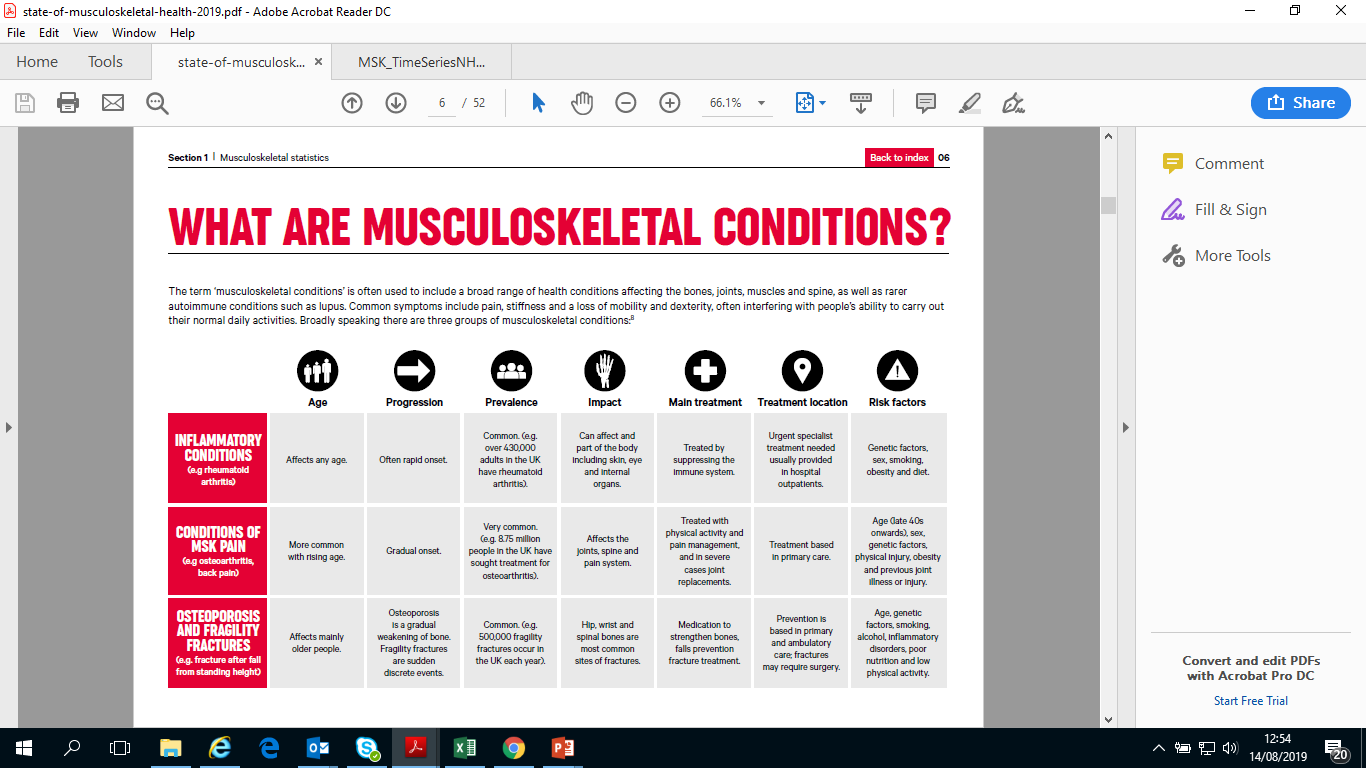 state-of-musculoskeletal-health-2019.pdf - Adobe Acrobat Reader DC
File Edit View Window Help
Home Tools state-of-musculosk... × MSK_TimeSeriesNH...
6 / 52 66.1% Share
Section 1 | Musculoskeletal statistics
Back to index 06
WHAT ARE MUSCULOSKELETAL CONDITIONS?
The term ‘musculoskeletal conditions’ is often used to include a broad range of health conditions affecting the bones, joints, muscles and spine, as well as rarer
autoimmune conditions such as lupus. Common symptoms include pain, stiffness and a loss of mobility and dexterity, often interfering with people’s ability to carry out
their normal daily activities. Broadly speaking there are three groups of musculoskeletal conditions:8
Age Progression Prevalence Impact Main treatment Treatment location Risk factors
INFLAMMATORY
CONDITIONS
(e.g rheumatoid
arthritis)
Affects any age.
Often rapid onset.
Common. (e.g.
over 430,000
adults in the UK
have rheumatoid
arthritis).
Can affect and
part of the body
including skin, eye
and internal
organs.
Treated by
suppressing the
immune system.
Urgent specialist
treatment needed
usually provided
in hospital
outpatients.
Genetic factors,
sex, smoking,
obesity and diet.
CONDITIONS OF
MSK PAIN
(e.g osteoarthritis,
back pain)
More common
with rising age.
Gradual onset.
Very common.
(e.g. 8.75 million
people in the UK have
sought treatment for
osteoarthritis).
Affects the
joints, spine and
pain system.
Treated with
physical activity and
pain management,
and in severe
cases joint
replacements.
Treatment based
in primary care.
Age (late 40s
onwards), sex,
genetic factors,
physical injury, obesity
and previous joint
illness or injury.
OSTEOPOROSIS
AND FRAGILITY
FRACTURES
(e.g. fracture after fall
from standing height)
Affects mainly
older people.
Osteoporosis
is a gradual
weakening of bone.
Fragility fractures
are sudden
discrete events.
Common. (e.g.
500,000 fragility
fractures occur in
the UK each year).
Hip, wrist and
spinal bones are
most common
sites of fractures.
Medication to
strengthen bones,
falls prevention
fracture treatment.
Prevention is
based in primary
and ambulatory
care; fractures
may require surgery.
Age, genetic
factors, smoking,
alcohol, inflammatory
disorders, poor
nutrition and low
physical activity.
Comment
Fill & Sign
More Tools
Convert and edit PDFs
with Acrobat Pro DC
Start Free Trial
12:54
14/08/2019
20